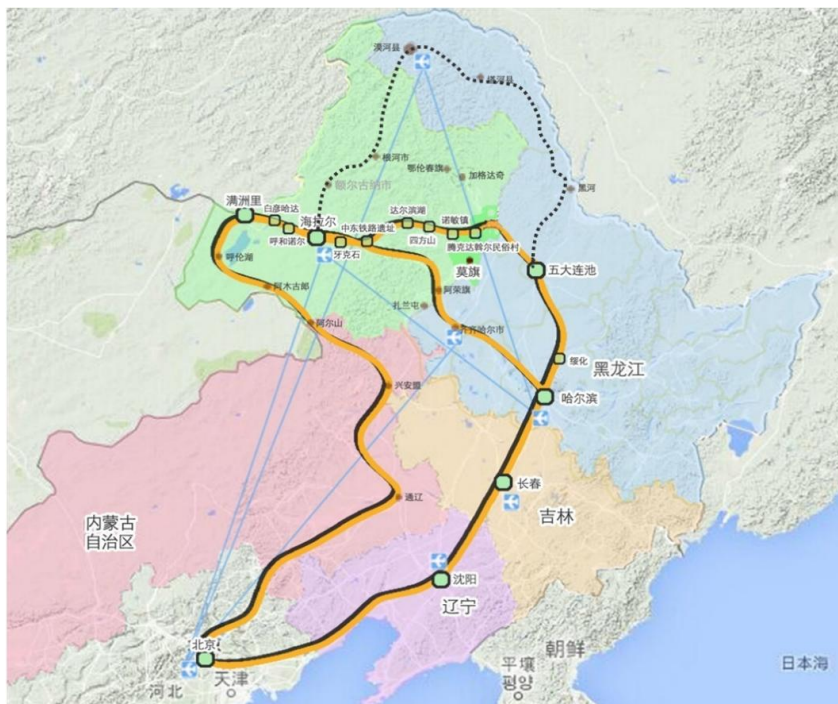 漠河县
塔河县
根河市
鄂伦春旗
加格达奇
额尔古纳市
黑河
满洲里
白彦哈达
达尔滨湖
诺敏镇
海拉尔
中东铁路遗址
呼和诺尔
四方山
腾克达斡尔民俗村
牙克石
呼伦湖
莫旗
五大连池
阿木古郎
阿荣旗
扎兰屯
阿尔山
齐齐哈尔市
绥化
黑龙江
兴安盟
哈尔滨
长春
通辽
吉林
内蒙古
自治区
沈阳
辽宁
北京
朝鲜
平壤
평양
日本海
天津
河北